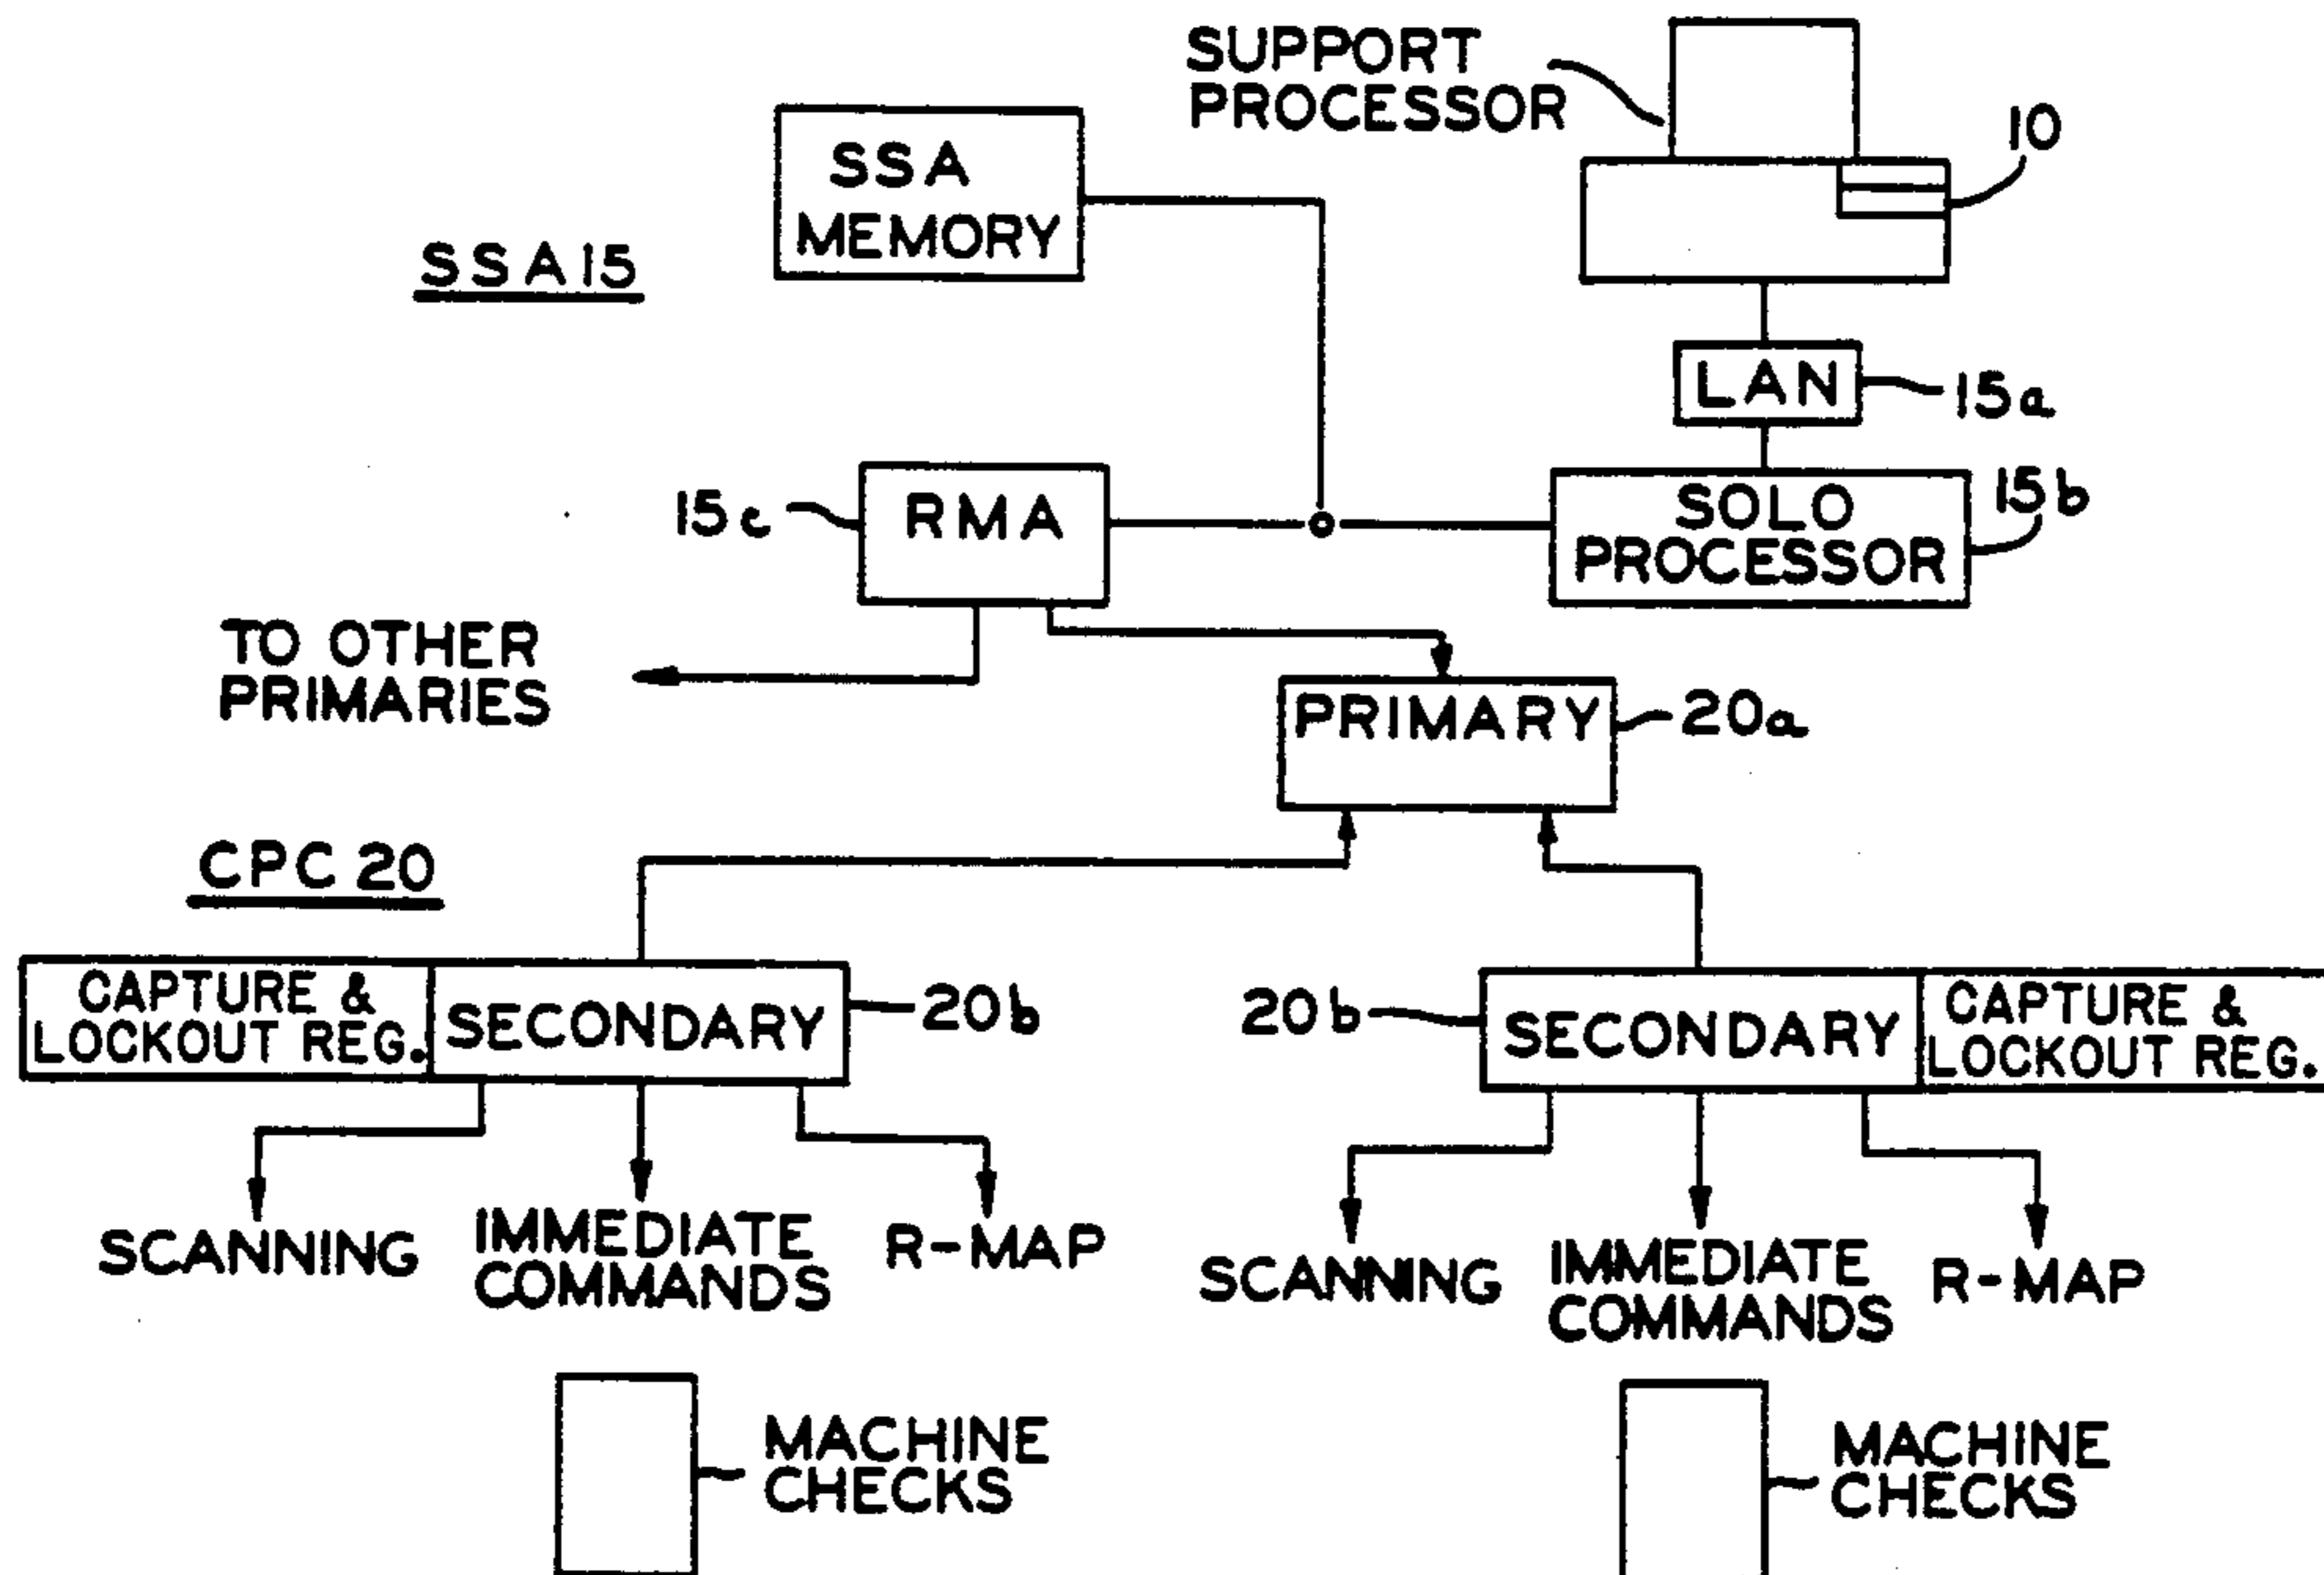 SUPPORT
PROCESSOR
10
SSA
MEMORY
SSA15
LAN
15a
15c
RMA
SOLO
PROCESSOR
15b
TO OTHER
PRIMARIES
PRIMARY
20a
CPC 20
CAPTURE &
LOCKOUT REG.
SECONDARY
20b
20b
SECONDARY
CAPTURE &
LOCKOUT REG.
SCANNING
IMMEDIATE
COMMANDS
R-MAP
SCANNING
IMMEDIATE
COMMANDS
R-MAP
MACHINE
CHECKS
MACHINE
CHECKS